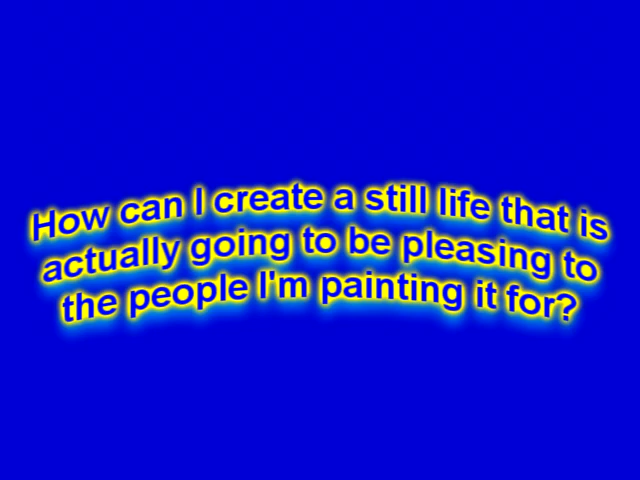 How can I create a still life that is
actually going to be pleasing to
the people I'm painting it for?